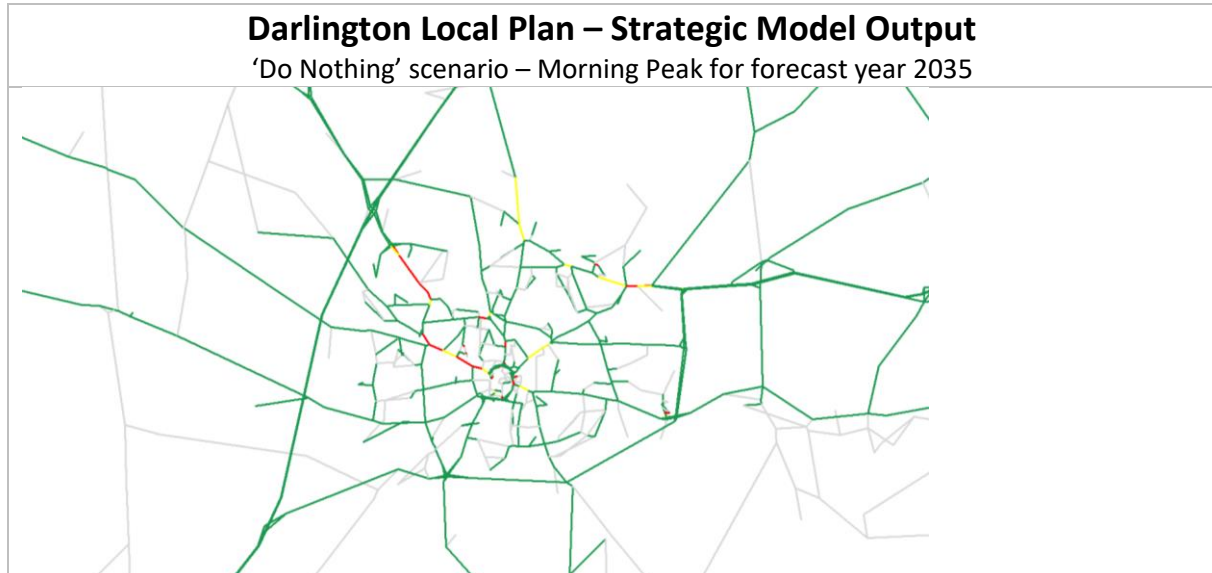 Darlington Local Plan – Strategic Model Output
‘Do Nothing’ scenario – Morning Peak for forecast year 2035